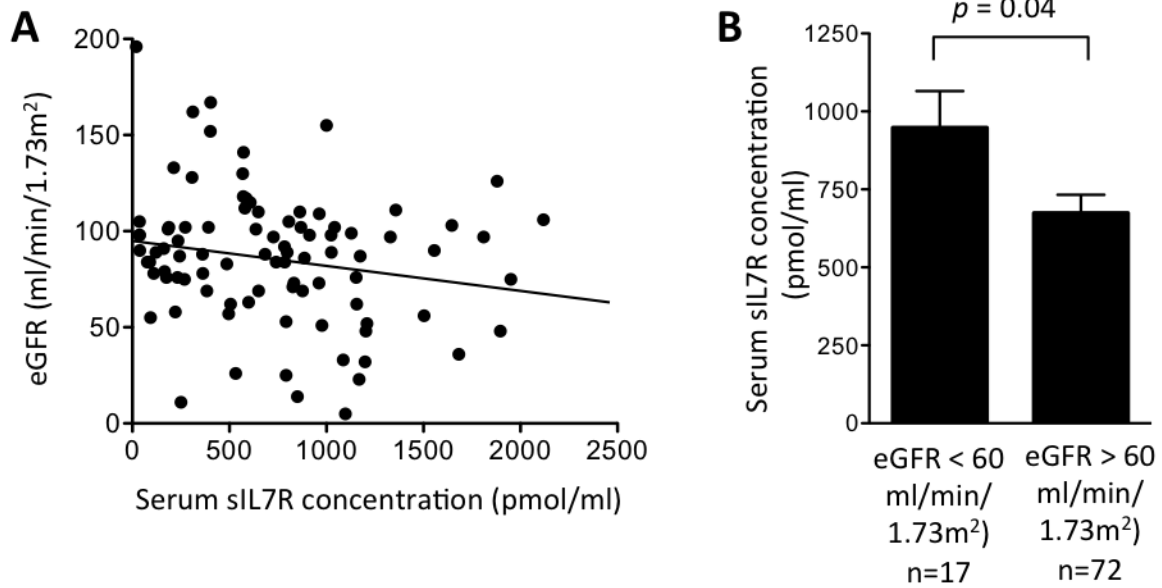 A
eGFR (ml/min/1.73m²)
200
150
100
50
0
0 500 1000 1500 2000 2500
Serum sIL7R concentration (pmol/ml)
B
p = 0.04
Serum sIL7R concentration
(pmol/ml)
1250
1000
750
500
250
0
eGFR < 60
ml/min/
1.73m²)
n=17
eGFR > 60
ml/min/
1.73m²)
n=72